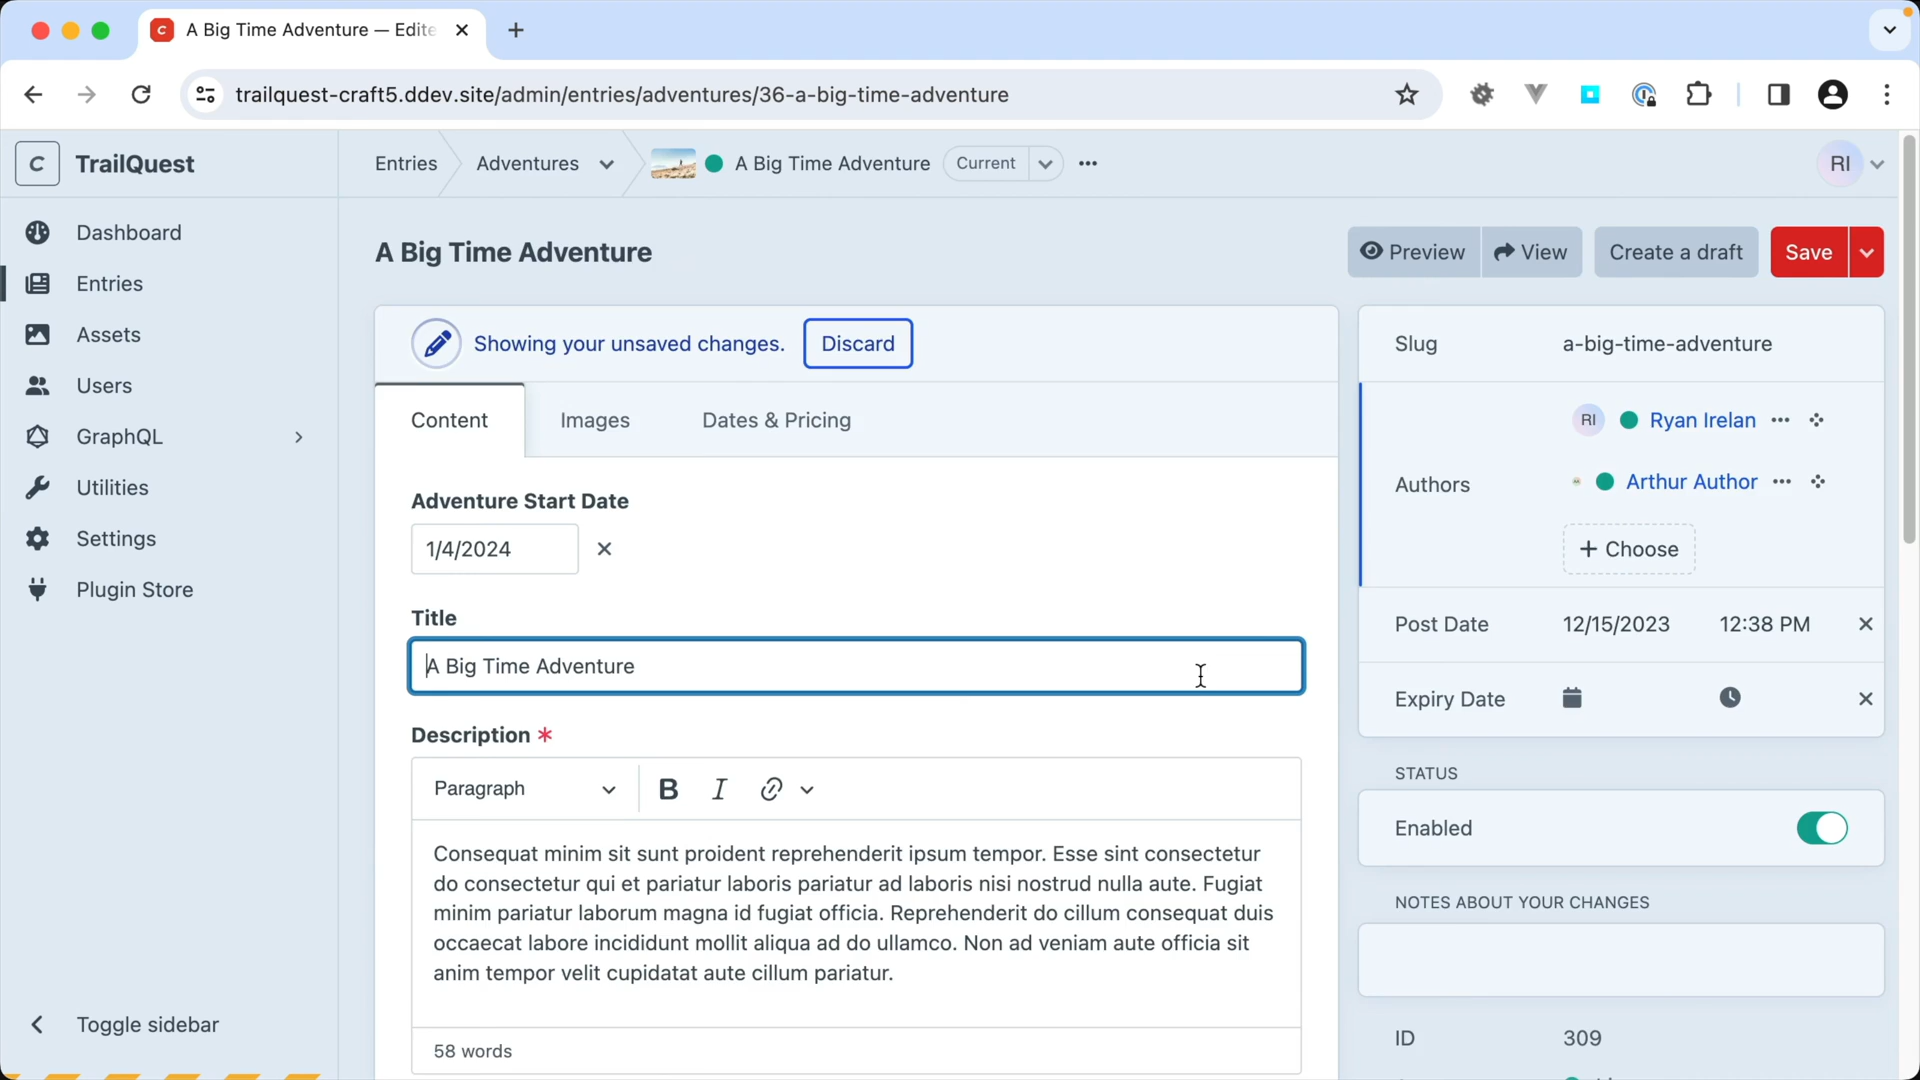 A Big Time Adventure — Edite
trailquest-craft5.ddev.site/admin/entries/adventures/36-a-big-time-adventure
C TrailQuest
Entries
Adventures
A Big Time Adventure
Current
RI
Dashboard
Entries
Assets
Users
GraphQL
Utilities
Settings
Plugin Store
Toggle sidebar
A Big Time Adventure
Preview
View
Create a draft
Save
Showing your unsaved changes.
Discard
Content
Images
Dates & Pricing
Adventure Start Date
1/4/2024
Title
A Big Time Adventure
Description *
Paragraph
B I
Consequat minim sit sunt proident reprehenderit ipsum tempor. Esse sint consectetur
do consectetur qui et pariatur laboris pariatur ad laboris nisi nostrud nulla aute. Fugiat
minim pariatur laborum magna id fugiat officia. Reprehenderit do cillum consequat duis
occaecat labore incididunt mollit aliqua ad do ullamco. Non ad veniam aute officia sit
anim tempor velit cupidatat aute cillum pariatur.
58 words
Slug a-big-time-adventure
Authors
RI Ryan Irelan
Arthur Author
+ Choose
Post Date 12/15/2023 12:38 PM
Expiry Date
STATUS
Enabled
NOTES ABOUT YOUR CHANGES
ID 309